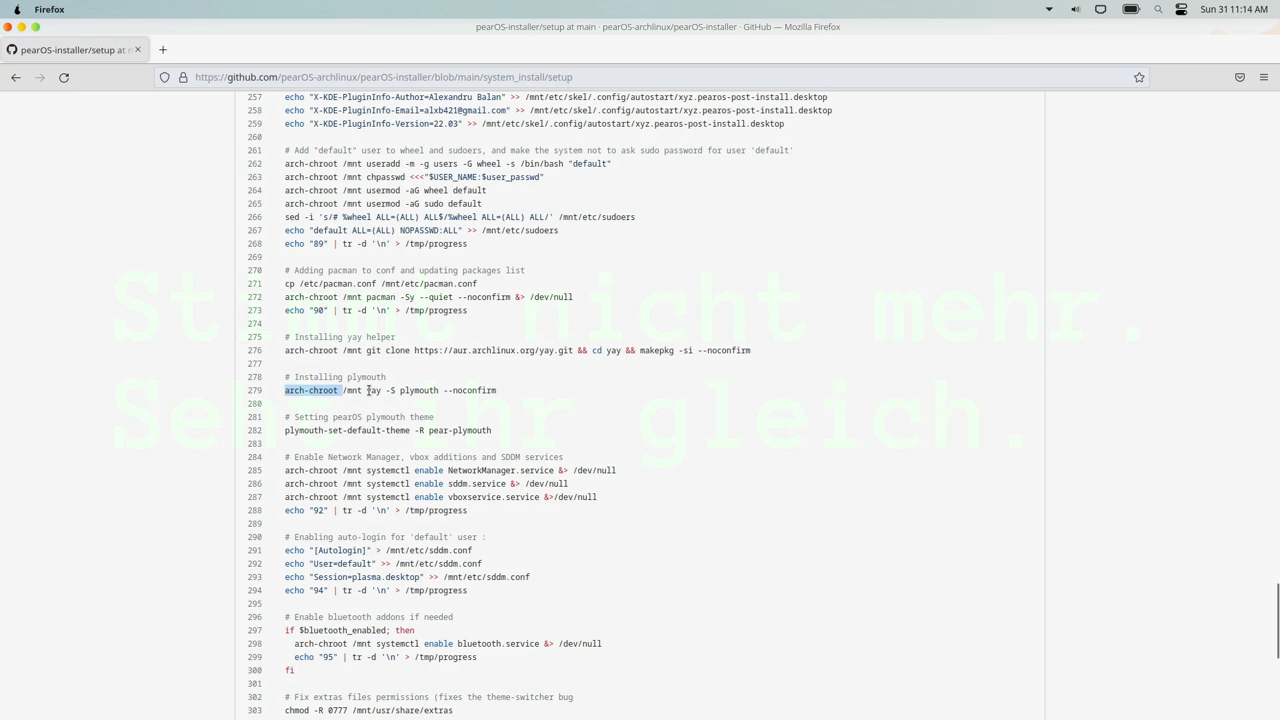 Firefox
Sun 31 11:14 AM
pearOS-installer/setup at main · pearOS-archlinux/pearOS-installer · GitHub — Mozilla Firefox
pearOS-installer/setup at m
https://github.com/pearOS-archlinux/pearOS-installer/blob/main/system_install/setup
257 echo "X-KDE-PluginInfo-Author=Alexandru Balan" >> /mnt/etc/skel/.config/autostart/xyz.pearos-post-install.desktop
258 echo "X-KDE-PluginInfo-Email=alxb421@gmail.com" >> /mnt/etc/skel/.config/autostart/xyz.pearos-post-install.desktop
259 echo "X-KDE-PluginInfo-Version=22.03" >> /mnt/etc/skel/.config/autostart/xyz.pearos-post-install.desktop
260
261 # Add "default" user to wheel and sudoers, and make the system not to ask sudo password for user 'default'
262 arch-chroot /mnt useradd -m -g users -G wheel -s /bin/bash "default"
263 arch-chroot /mnt chpasswd <<<"$USER_NAME:$user_passwd"
264 arch-chroot /mnt usermod -aG wheel default
265 arch-chroot /mnt usermod -aG sudo default
266 sed -i 's/# %wheel ALL=(ALL) ALL$/%wheel ALL=(ALL) ALL/' /mnt/etc/sudoers
267 echo "default ALL=(ALL) NOPASSWD:ALL" >> /mnt/etc/sudoers
268 echo "89" | tr -d '\n' > /tmp/progress
269
270 # Adding pacman to conf and updating packages list
271 cp /etc/pacman.conf /mnt/etc/pacman.conf
272 arch-chroot /mnt pacman -Sy --quiet --noconfirm &> /dev/null
273 echo "90" | tr -d '\n' > /tmp/progress
274
275 # Installing yay helper
276 arch-chroot /mnt git clone https://aur.archlinux.org/yay.git && cd yay && makepkg -si --noconfirm
277
278 # Installing plymouth
279 arch-chroot /mnt yay -S plymouth --noconfirm
280
281 # Setting pearOS plymouth theme
282 plymouth-set-default-theme -R pear-plymouth
283
284 # Enable Network Manager, vbox additions and SDDM services
285 arch-chroot /mnt systemctl enable NetworkManager.service &> /dev/null
286 arch-chroot /mnt systemctl enable sddm.service &> /dev/null
287 arch-chroot /mnt systemctl enable vboxservice.service &>/dev/null
288 echo "92" | tr -d '\n' > /tmp/progress
289
290 # Enabling auto-login for 'default' user :
291 echo "[Autologin]" > /mnt/etc/sddm.conf
292 echo "User=default" >> /mnt/etc/sddm.conf
293 echo "Session=plasma.desktop" >> /mnt/etc/sddm.conf
294 echo "94" | tr -d '\n' > /tmp/progress
295
296 # Enable bluetooth addons if needed
297 if $bluetooth_enabled; then
298 arch-chroot /mnt systemctl enable bluetooth.service &> /dev/null
299 echo "95" | tr -d '\n' > /tmp/progress
300 fi
301
302 # Fix extras files permissions (fixes the theme-switcher bug
303 chmod -R 0777 /mnt/usr/share/extras
Stimmt nicht mehr.
Seht ihr gleich.